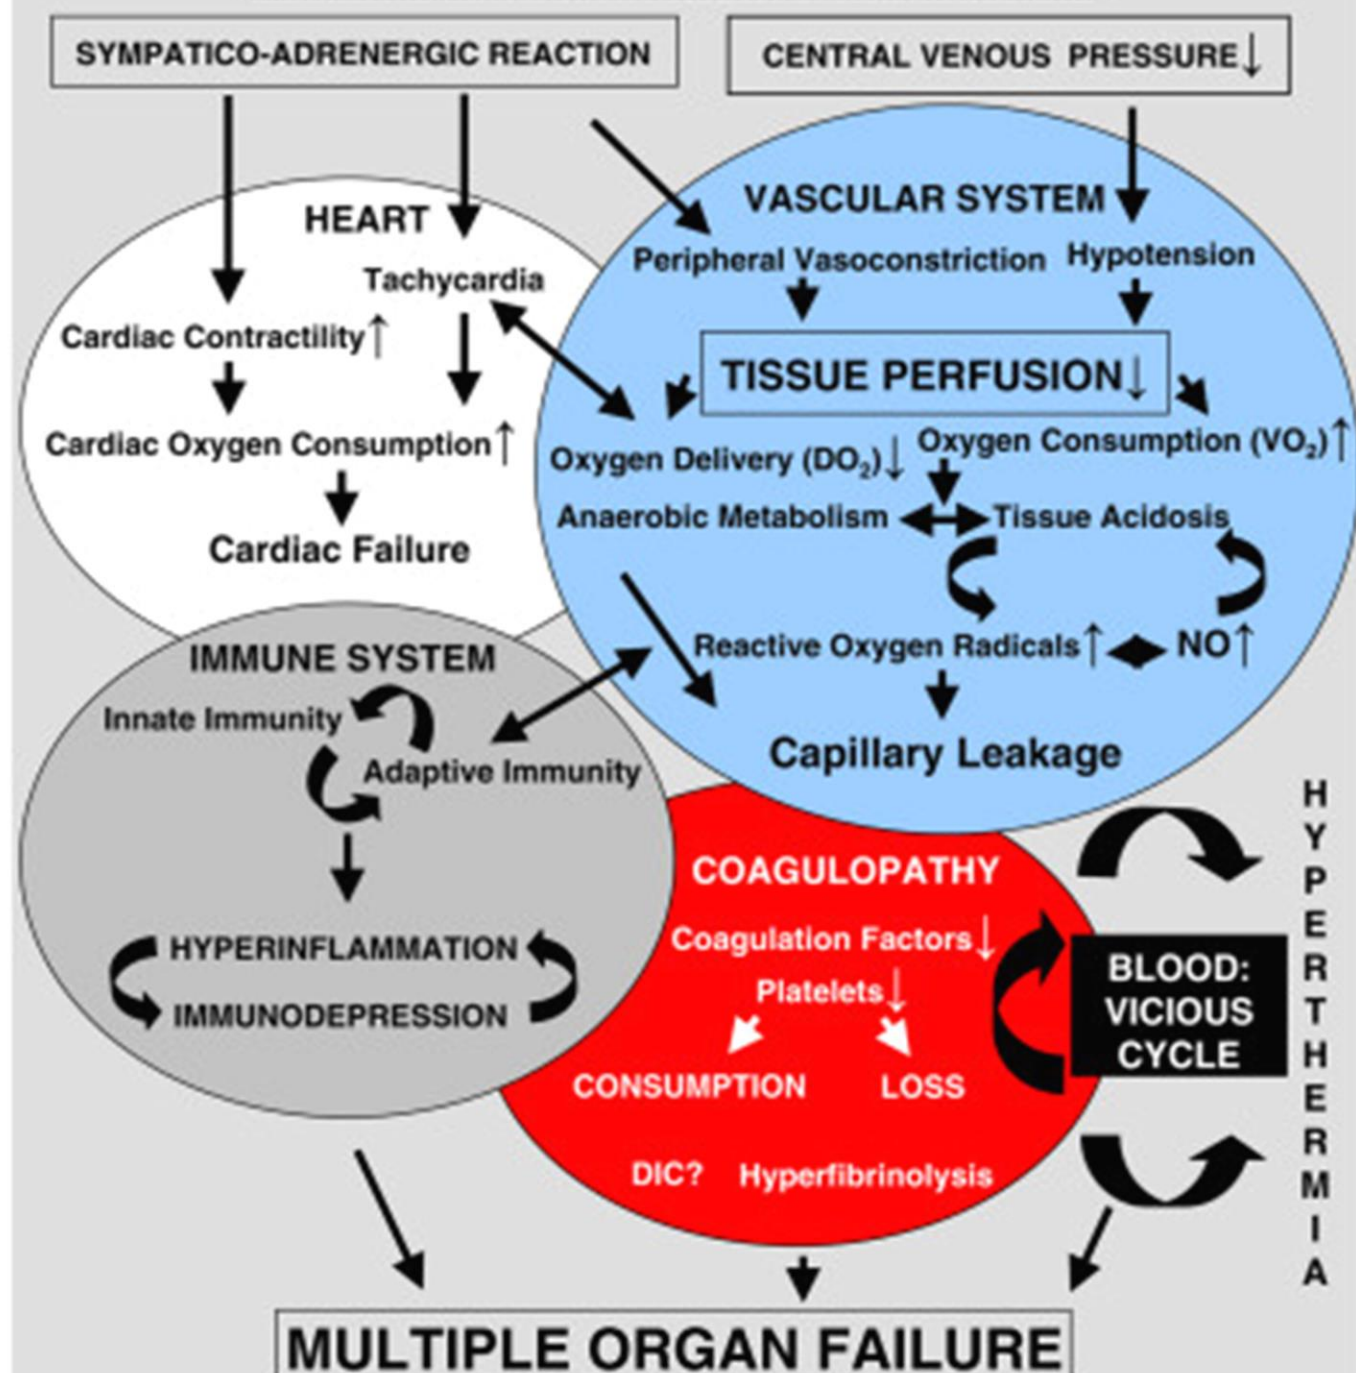 SYMPATICO-ADRENERGIC REACTION
CENTRAL VENOUS PRESSURE↓
HEART
Tachycardia
Cardiac Contractility↑
Cardiac Oxygen Consumption↑
Cardiac Failure
VASCULAR SYSTEM
Peripheral Vasoconstriction
Hypotension
TISSUE PERFUSION↓
Oxygen Delivery (DO₂)↓
Oxygen Consumption (VO₂)↑
Anaerobic Metabolism
Tissue Acidosis
Reactive Oxygen Radicals↑
NO↑
Capillary Leakage
IMMUNE SYSTEM
Innate Immunity
Adaptive Immunity
HYPERINFLAMMATION
IMMUNODEPRESSION
COAGULOPATHY
Coagulation Factors↓
Platelets↓
CONSUMPTION
LOSS
DIC?
Hyperfibrinolysis
BLOOD:
VICIOUS
CYCLE
HYPERTHERMIA
MULTIPLE ORGAN FAILURE